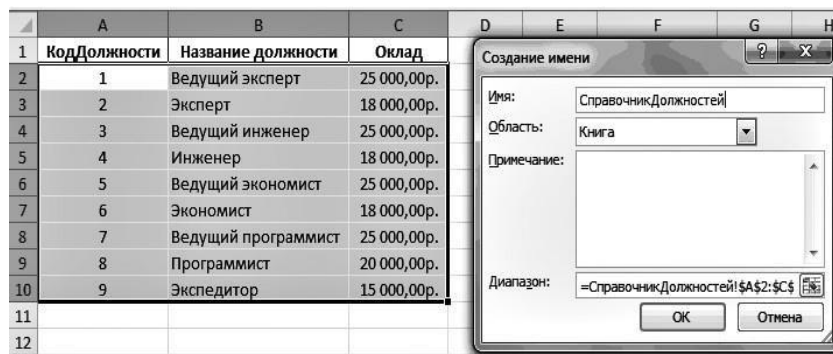 A B C D E F G H
1 КодДолжности Название должности Оклад
2 1 Ведущий эксперт 25 000,00р.
3 2 Эксперт 18 000,00р.
4 3 Ведущий инженер 25 000,00р.
5 4 Инженер 18 000,00р.
6 5 Ведущий экономист 25 000,00р.
7 6 Экономист 18 000,00р.
8 7 Ведущий программист 25 000,00р.
9 8 Программист 20 000,00р.
10 9 Экспедитор 15 000,00р.
11
12
Создание имени ? X
Имя: СправочникДолжностей
Область: Книга
Примечание:
Диапазон: =СправочникДолжностей!$A$2:$C$
ОК Отмена